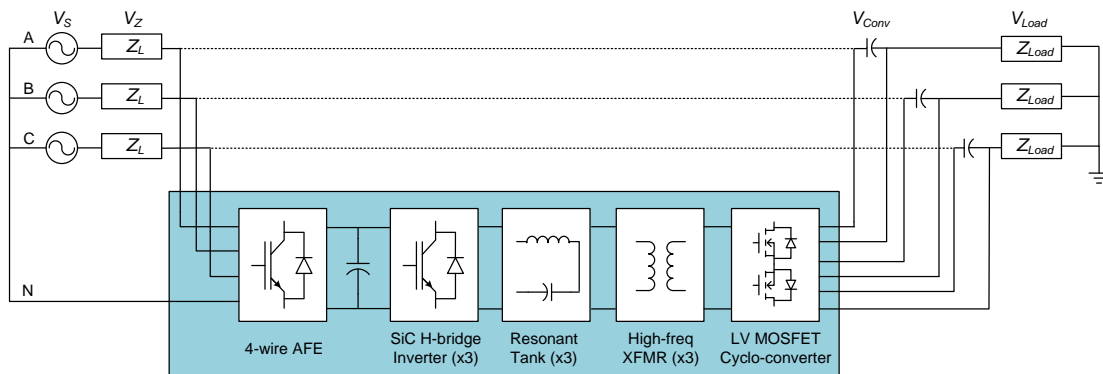 V_S V_Z V_Conv V_Load
A Z_L Z_Load
B Z_L Z_Load
C Z_L Z_Load
N
4-wire AFE
SiC H-bridge
Inverter (x3)
Resonant
Tank (x3)
High-freq
XFMR (x3)
LV MOSFET
Cyclo-converter